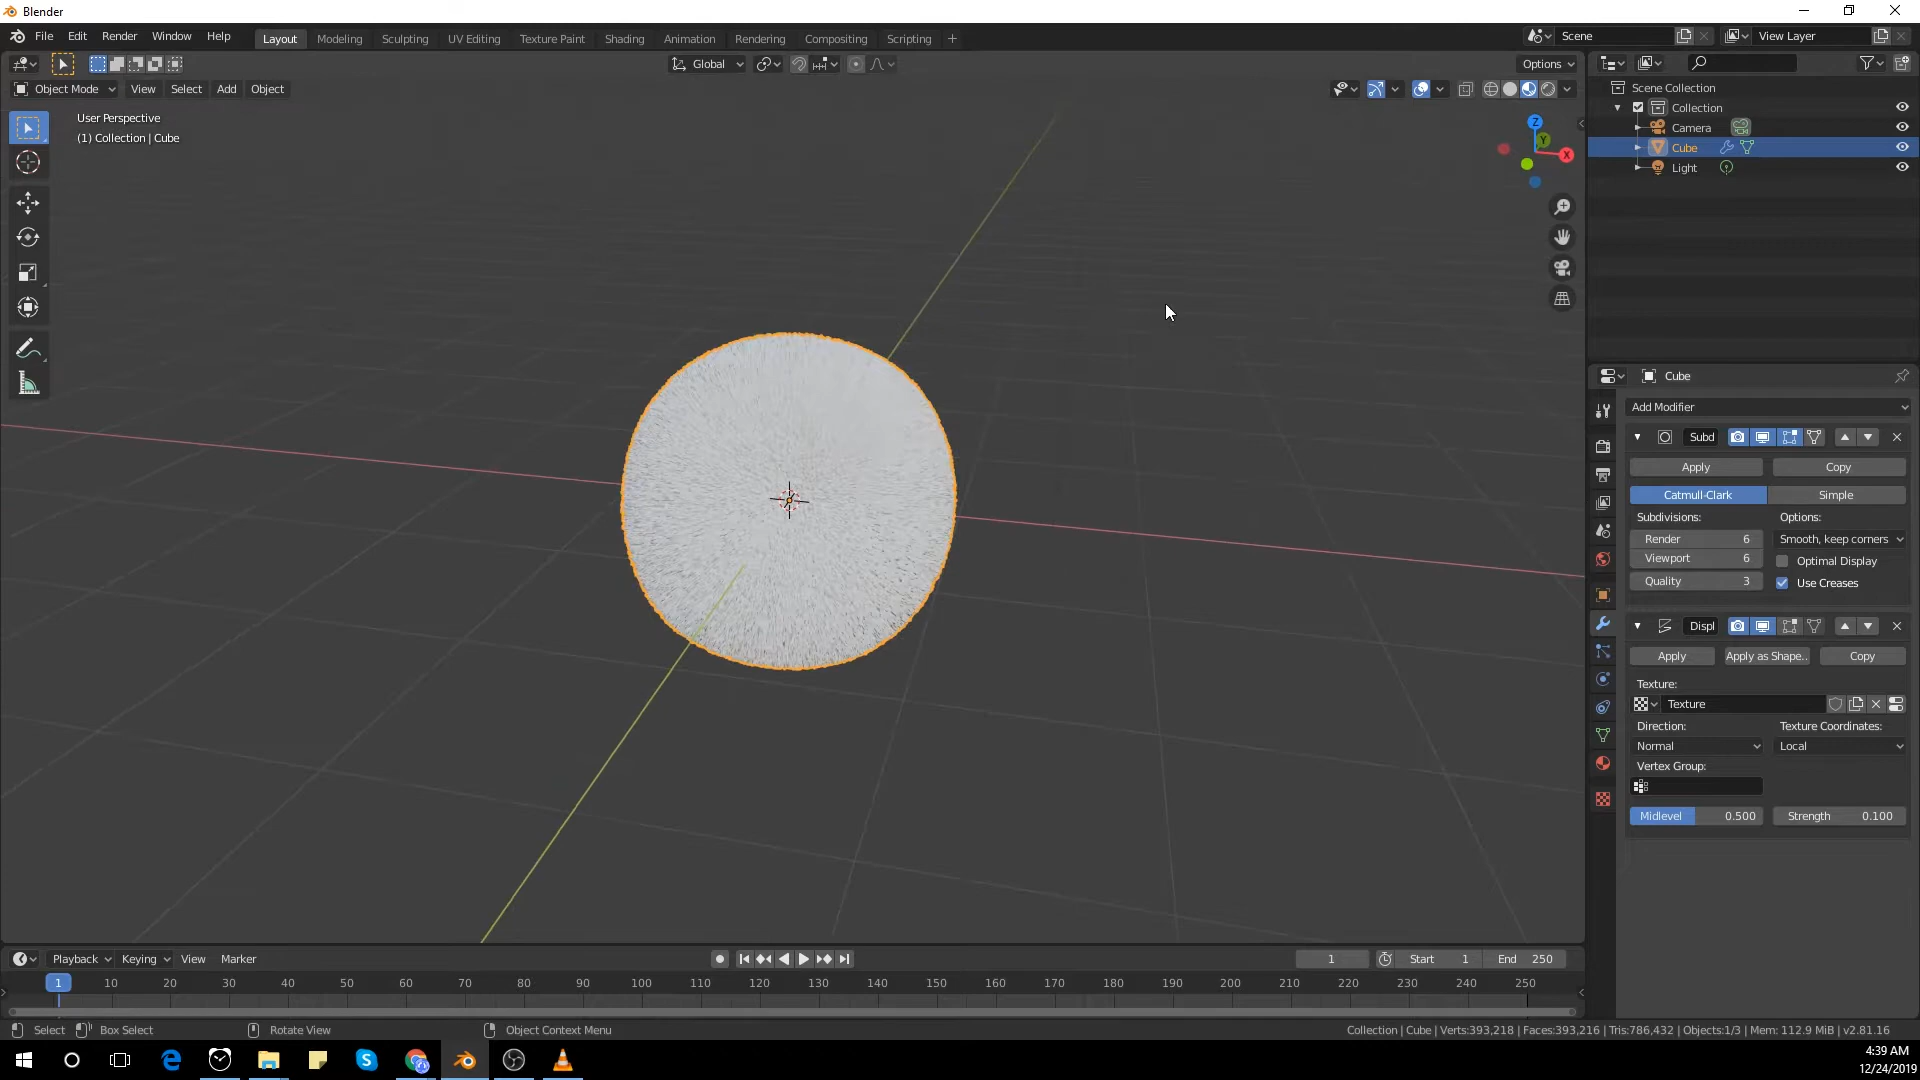 Blender
File Edit Render Window Help Layout Modeling Sculpting UV Editing Texture Paint Shading Animation Rendering Compositing Scripting + Scene View Layer
Global Options
Object Mode View Select Add Object
User Perspective
(1) Collection | Cube
Z
Y
X
Scene Collection
Collection
Camera
Cube
Light
Cube
Add Modifier
Subd
Apply Copy
Catmull-Clark Simple
Subdivisions: Options:
Render 6 Smooth, keep corners
Viewport 6 Optimal Display
Quality 3 Use Creases
Displ
Apply Apply as Shape.. Copy
Texture:
Texture
Direction: Texture Coordinates:
Normal Local
Vertex Group:
Midlevel 0.500 Strength 0.100
Playback Keying View Marker 1 Start 1 End 250
1 10 20 30 40 50 60 70 80 90 100 110 120 130 140 150 160 170 180 190 200 210 220 230 240 250
Select Box Select Rotate View Object Context Menu Collection | Cube | Verts:393,218 | Faces:393,216 | Tris:786,432 | Objects:1/3 | Mem: 112.9 MiB | v2.81.16
4:39 AM
12/24/2019